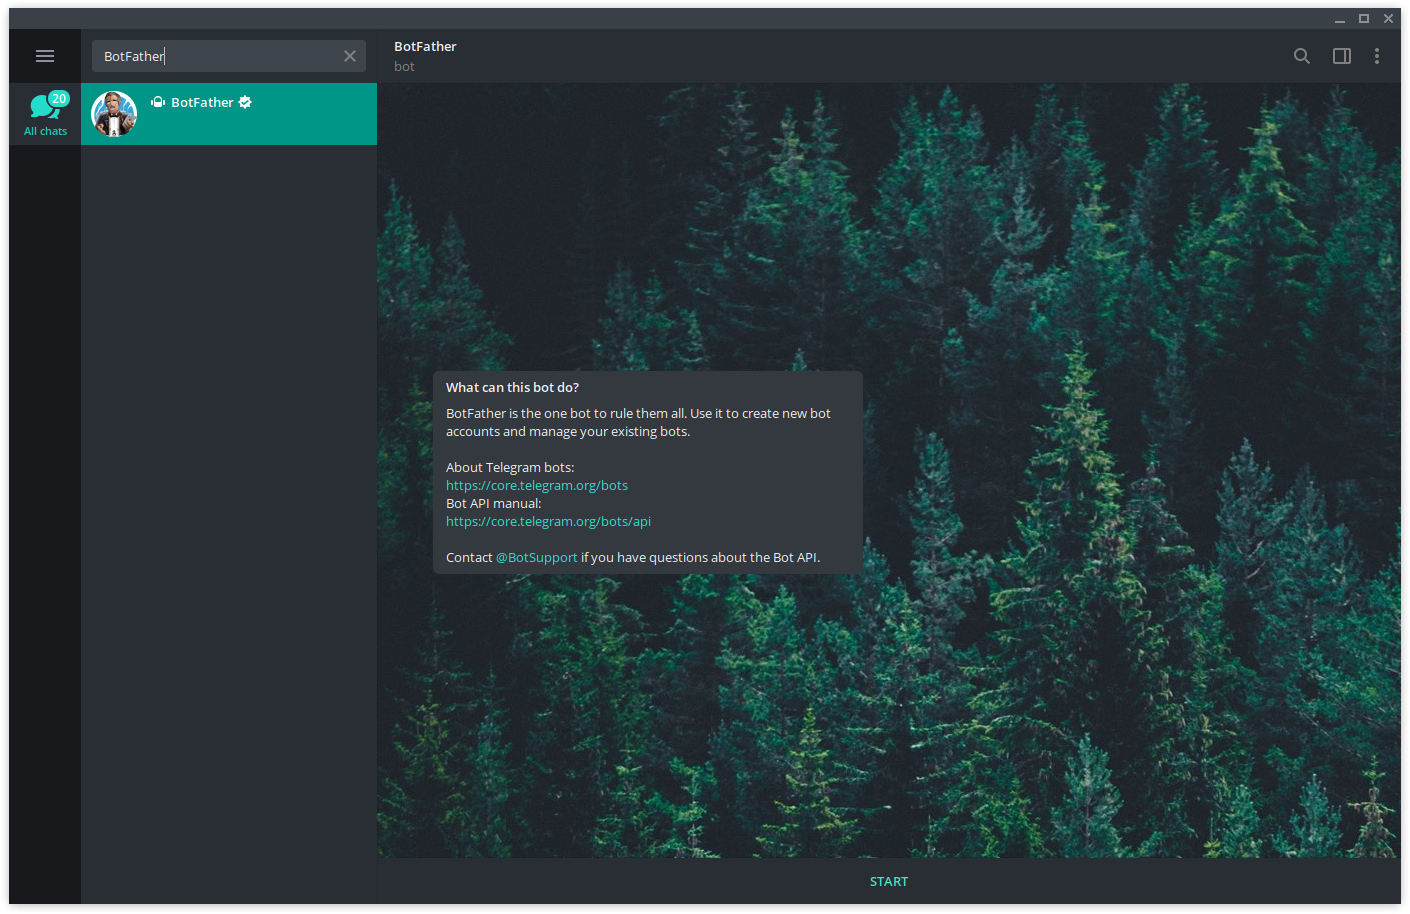 BotFather
20
All chats
BotFather
BotFather
bot
What can this bot do?
BotFather is the one bot to rule them all. Use it to create new bot
accounts and manage your existing bots.
About Telegram bots:
https://core.telegram.org/bots
Bot API manual:
https://core.telegram.org/bots/api
Contact @BotSupport if you have questions about the Bot API.
START